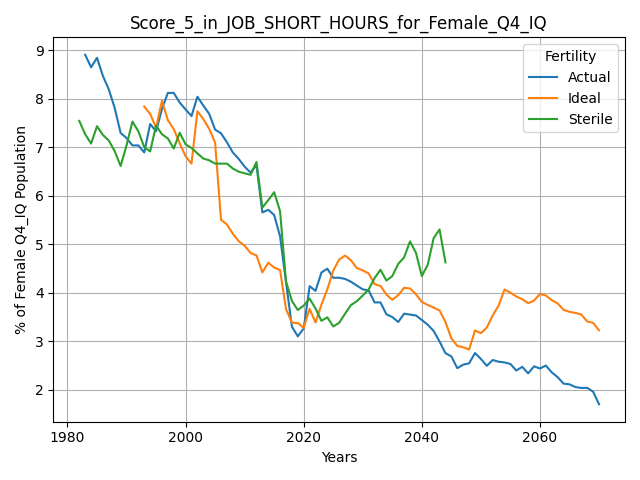 Score_5_in_JOB_SHORT_HOURS_for_Female_Q4_IQ
Fertility
Actual
Ideal
Sterile
% of Female Q4_IQ Population
9
8
7
6
5
4
3
2
1980
2000
2020
2040
2060
Years